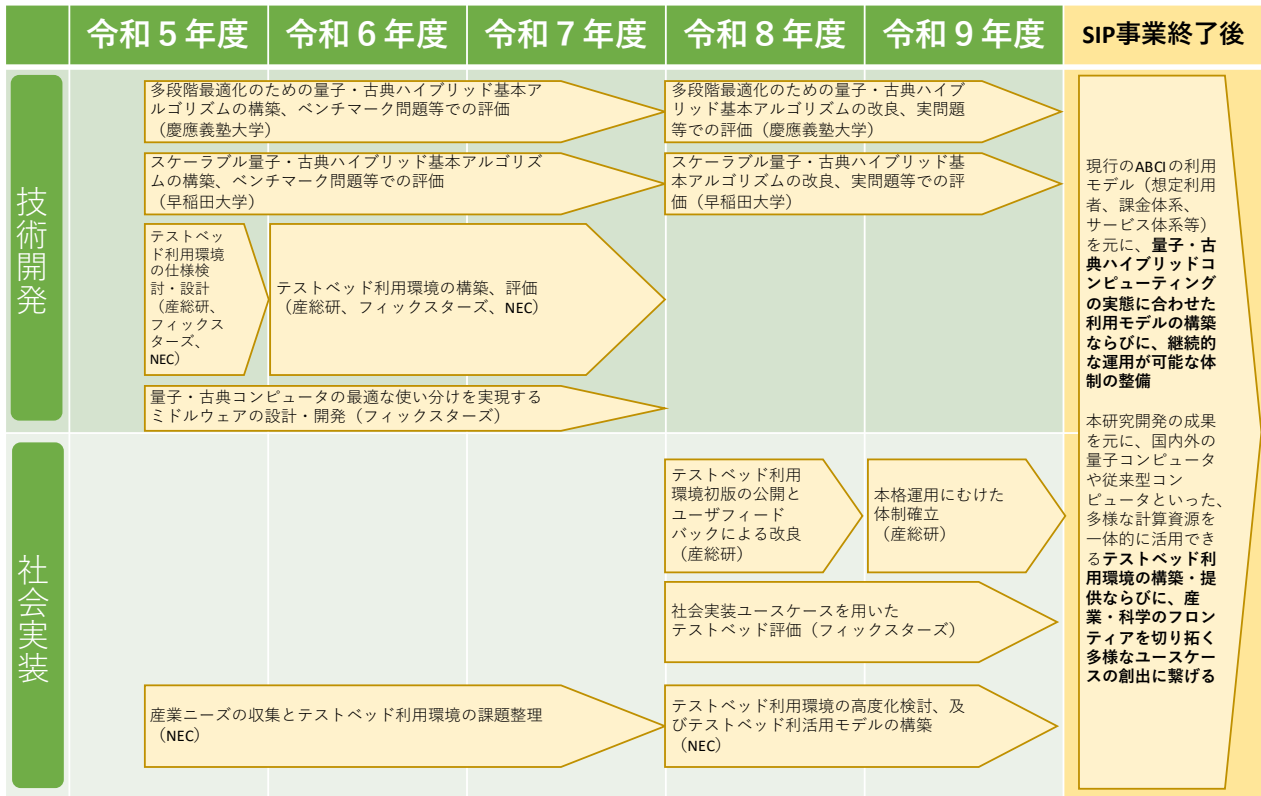 令和５年度
令和６年度
令和７年度
令和８年度
令和９年度
SIP事業終了後
技術開発
多段階最適化のための量子・古典ハイブリッド基本ア
ルゴリズムの構築、ベンチマーク問題等での評価
（慶應義塾大学）
多段階最適化のための量子・古典ハイブ
リッド基本アルゴリズムの改良、実問題
等での評価（慶應義塾大学）
スケーラブル量子・古典ハイブリッド基本アルゴリズ
ムの構築、ベンチマーク問題等での評価
（早稲田大学）
スケーラブル量子・古典ハイブリッド基
本アルゴリズムの改良、実問題等での評
価（早稲田大学）
テストベッ
ド利用環境
の仕様検
討・設計
（産総研、
フィックス
ターズ、
NEC）
テストベッド利用環境の構築、評価
（産総研、フィックスターズ、NEC）
量子・古典コンピュータの最適な使い分けを実現する
ミドルウェアの設計・開発（フィックスターズ）
社会実装
テストベッド利用
環境初版の公開と
ユーザフィード
バックによる改良
（産総研）
本格運用にむけた
体制確立
（産総研）
社会実装ユースケースを用いた
テストベッド評価（フィックスターズ）
産業ニーズの収集とテストベッド利用環境の課題整理
（NEC）
テストベッド利用環境の高度化検討、及
びテストベッド利活用モデルの構築
（NEC）
現行のABCIの利用
モデル（想定利用
者、課金体系、
サービス体系等）
を元に、量子・古
典ハイブリッドコ
ンピューティング
の実態に合わせた
利用モデルの構築
ならびに、継続的
な運用が可能な体
制の整備
本研究開発の成果
を元に、国内外の
量子コンピュータ
や従来型コン
ピュータといった、
多様な計算資源を
一体的に活用でき
るテストベッド利
用環境の構築・提
供ならびに、産
業・科学のフロン
ティアを切り拓く
多様なユースケー
スの創出に繋げる